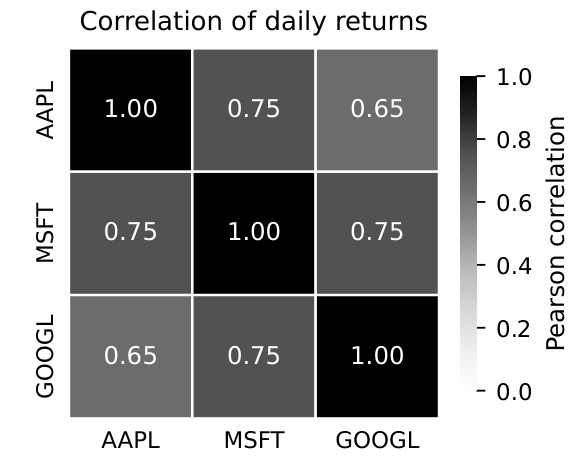 Correlation of daily returns
AAPL 1.00 0.75 0.65
MSFT 0.75 1.00 0.75
GOOGL 0.65 0.75 1.00
AAPL MSFT GOOGL
1.0
0.8
0.6
0.4
0.2
0.0
Pearson correlation